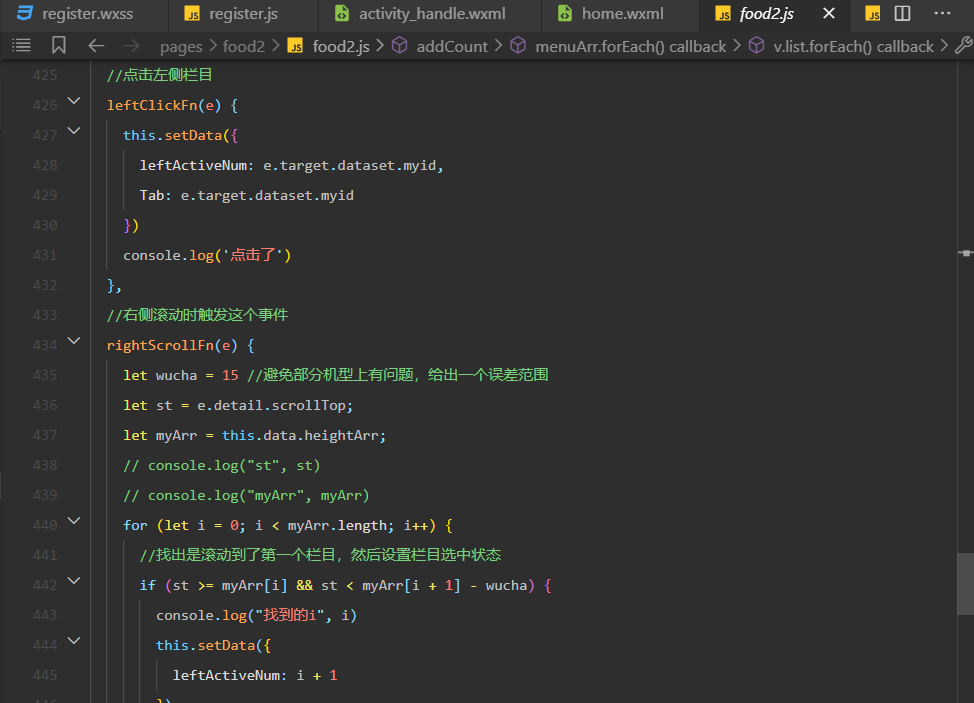 register.wxss JS register.js activity_handle.wxml home.wxml JS food2.js JS ...
pages > food2 > JS food2.js > addCount > menuArr.forEach() callback > v.list.forEach() callback >
425 //点击左侧栏目
426 leftClickFn(e) {
427 this.setData({
428 leftActiveNum: e.target.dataset.myid,
429 Tab: e.target.dataset.myid
430 })
431 console.log('点击了')
432 },
433 //右侧滚动时触发这个事件
434 rightScrollFn(e) {
435 let wucha = 15 //避免部分机型上有问题，给出一个误差范围
436 let st = e.detail.scrollTop;
437 let myArr = this.data.heightArr;
438 // console.log("st", st)
439 // console.log("myArr", myArr)
440 for (let i = 0; i < myArr.length; i++) {
441 //找出是滚动到了第一个栏目，然后设置栏目选中状态
442 if (st >= myArr[i] && st < myArr[i + 1] - wucha) {
443 console.log("找到的i", i)
444 this.setData({
445 leftActiveNum: i + 1